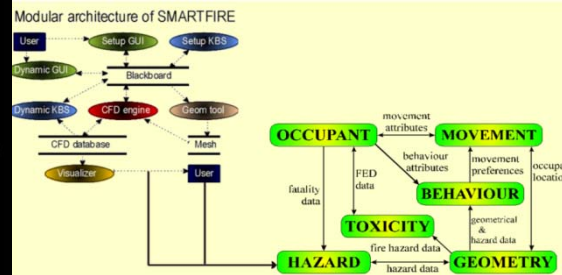 Modular architecture of SMARTFIRE
User
Setup GUI
Setup KBS
Dynamic GUI
Blackboard
Dynamic KBS
CFD engine
Geom tool
CFD database
Mesh
Visualizer
User
movement
attributes
OCCUPANT
MOVEMENT
behaviour
attributes
movement
preferences
fatality
data
FED
data
BEHAVIOUR
TOXICITY
geometrical
&
hazard data
fire hazard data
HAZARD
hazard data
GEOMETRY